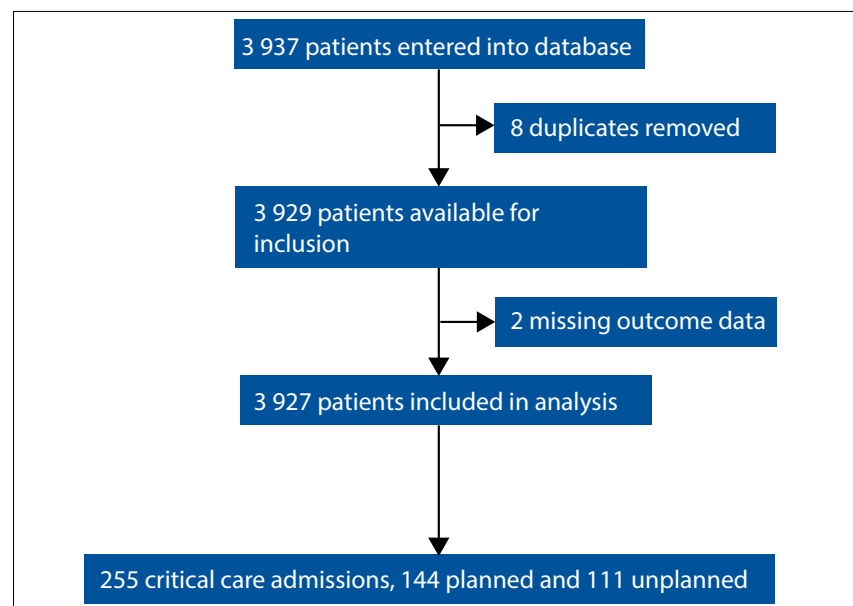 3 937 patients entered into database
8 duplicates removed
3 929 patients available for
inclusion
2 missing outcome data
3 927 patients included in analysis
255 critical care admissions, 144 planned and 111 unplanned